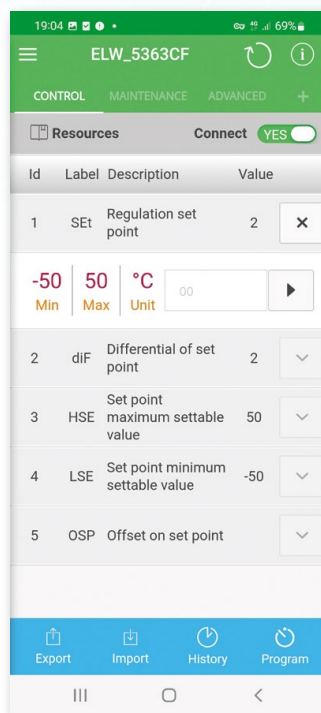 19:04 69%
ELW_5363CF
CONTROL MAINTENANCE ADVANCED +
Resources Connect YES
Id Label Description Value
1 SEt Regulation set point 2
-50 50 °C 00
Min Max Unit
2 diF Differential of set point 2
3 HSE Set point maximum settable value 50
4 LSE Set point minimum settable value -50
5 OSP Offset on set point
Export Import History Program